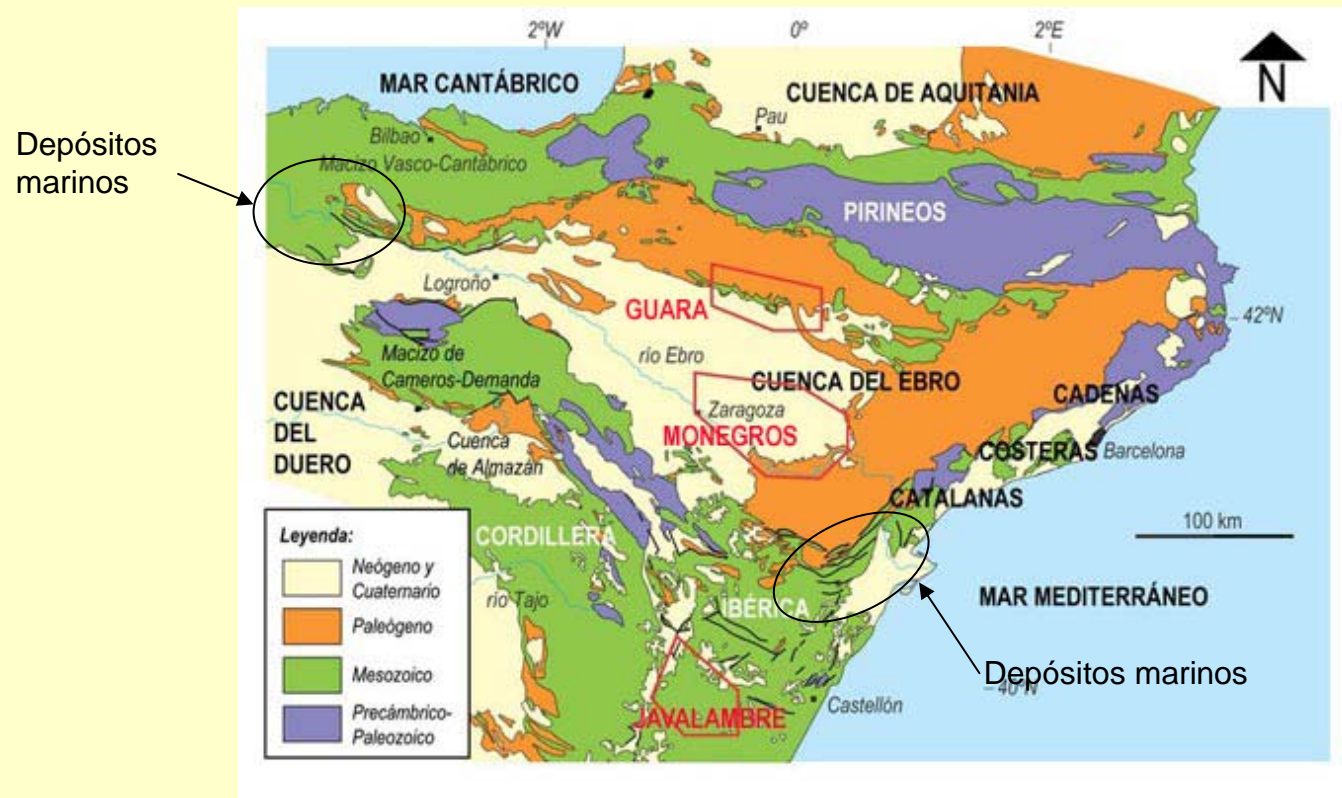 2ºW
0º
2ºE
N
MAR CANTÁBRICO
CUENCA DE AQUITANIA
Pau
Bilbao
Macizo Vasco-Cantábrico
Depósitos
marinos
PIRINEOS
Logroño
GUARA
42ºN
río Ebro
Macizo de
Cameros-Demanda
CUENCA DEL EBRO
CADENAS
CUENCA
DEL
DUERO
Zaragoza
MONEGROS
Cuenca
de Almazán
COSTERAS
Barcelona
CATALANAS
100 km
Leyenda:
Neógeno y
Cuaternario
Paleógeno
Mesozoico
Precámbrico-
Paleozoico
CORDILLERA
río Tajo
IBÉRICA
MAR MEDITERRÁNEO
Depósitos marinos
40ºN
Castellón
JAVALAMBRE